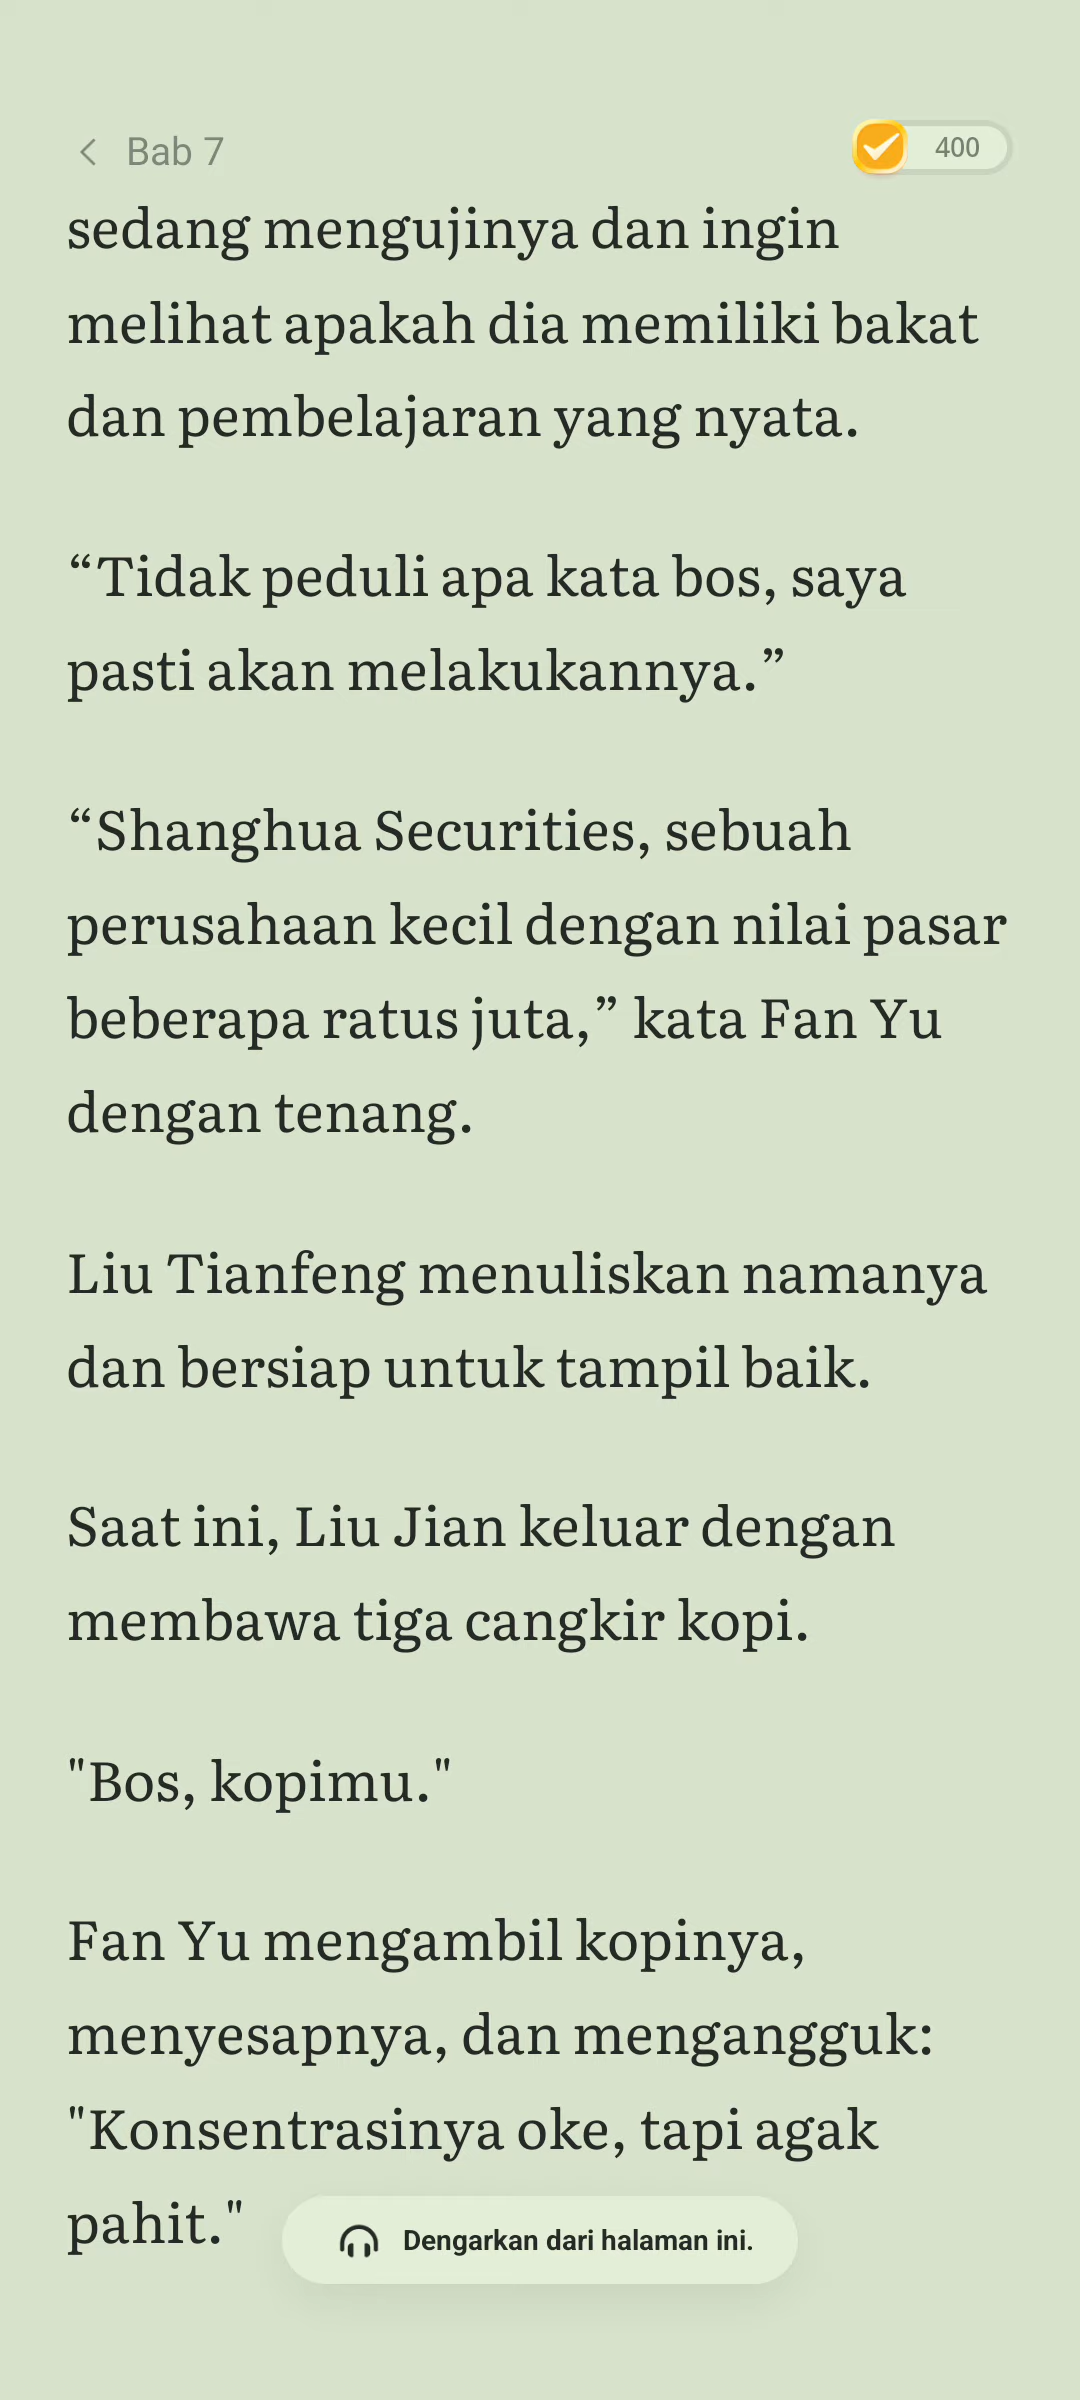 Bab 7
400
sedang mengujinya dan ingin
melihat apakah dia memiliki bakat
dan pembelajaran yang nyata.
“Tidak peduli apa kata bos, saya
pasti akan melakukannya.”
“Shanghua Securities, sebuah
perusahaan kecil dengan nilai pasar
beberapa ratus juta,” kata Fan Yu
dengan tenang.
Liu Tianfeng menuliskan namanya
dan bersiap untuk tampil baik.
Saat ini, Liu Jian keluar dengan
membawa tiga cangkir kopi.
"Bos, kopimu."
Fan Yu mengambil kopinya,
menyesapnya, dan mengangguk:
"Konsentrasinya oke, tapi agak
pahit."
Dengarkan dari halaman ini.